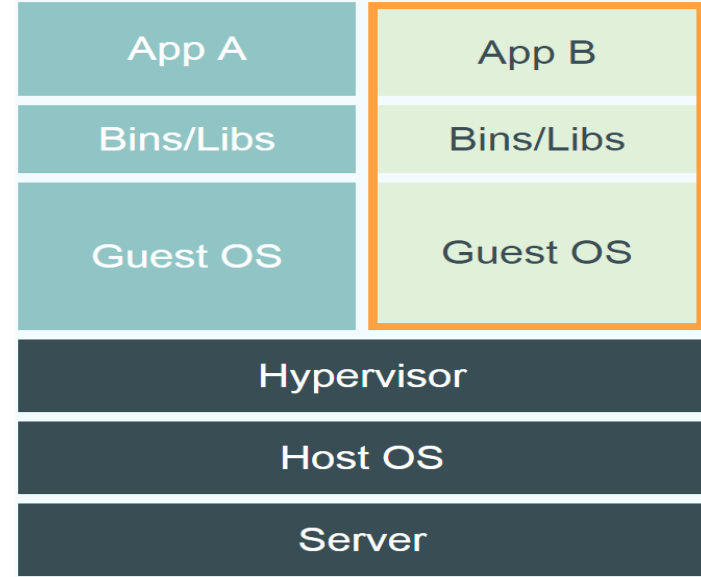 App A
App B
Bins/Libs
Bins/Libs
Guest OS
Guest OS
Hypervisor
Host OS
Server